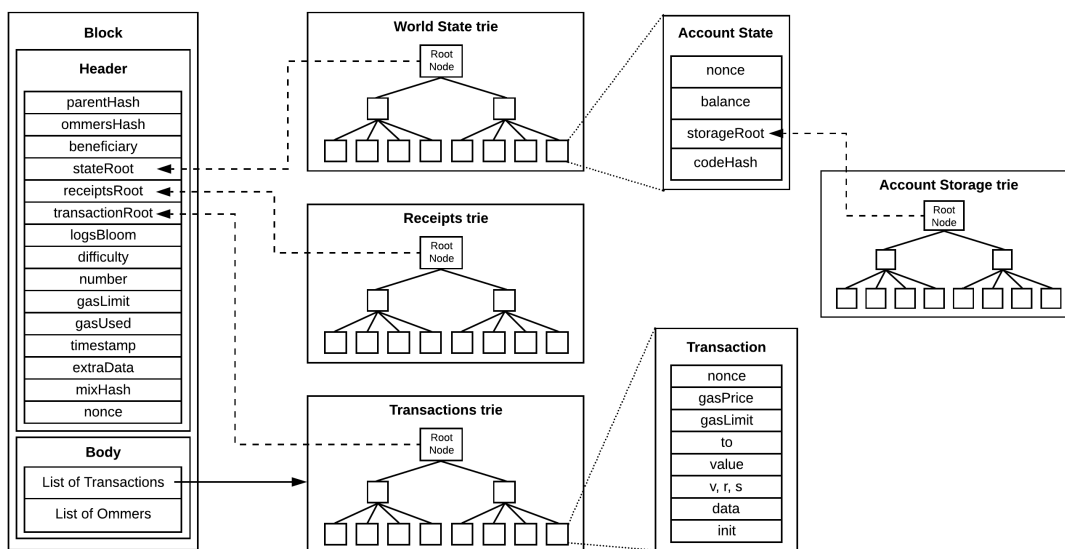 Block
Header
parentHash
ommersHash
beneficiary
stateRoot
receiptsRoot
transactionRoot
logsBloom
difficulty
number
gasLimit
gasUsed
timestamp
extraData
mixHash
nonce
Body
List of Transactions
List of Ommers
World State trie
Root
Node
Receipts trie
Root
Node
Transactions trie
Root
Node
Account State
nonce
balance
storageRoot
codeHash
Account Storage trie
Root
Node
Transaction
nonce
gasPrice
gasLimit
to
value
v, r, s
data
init